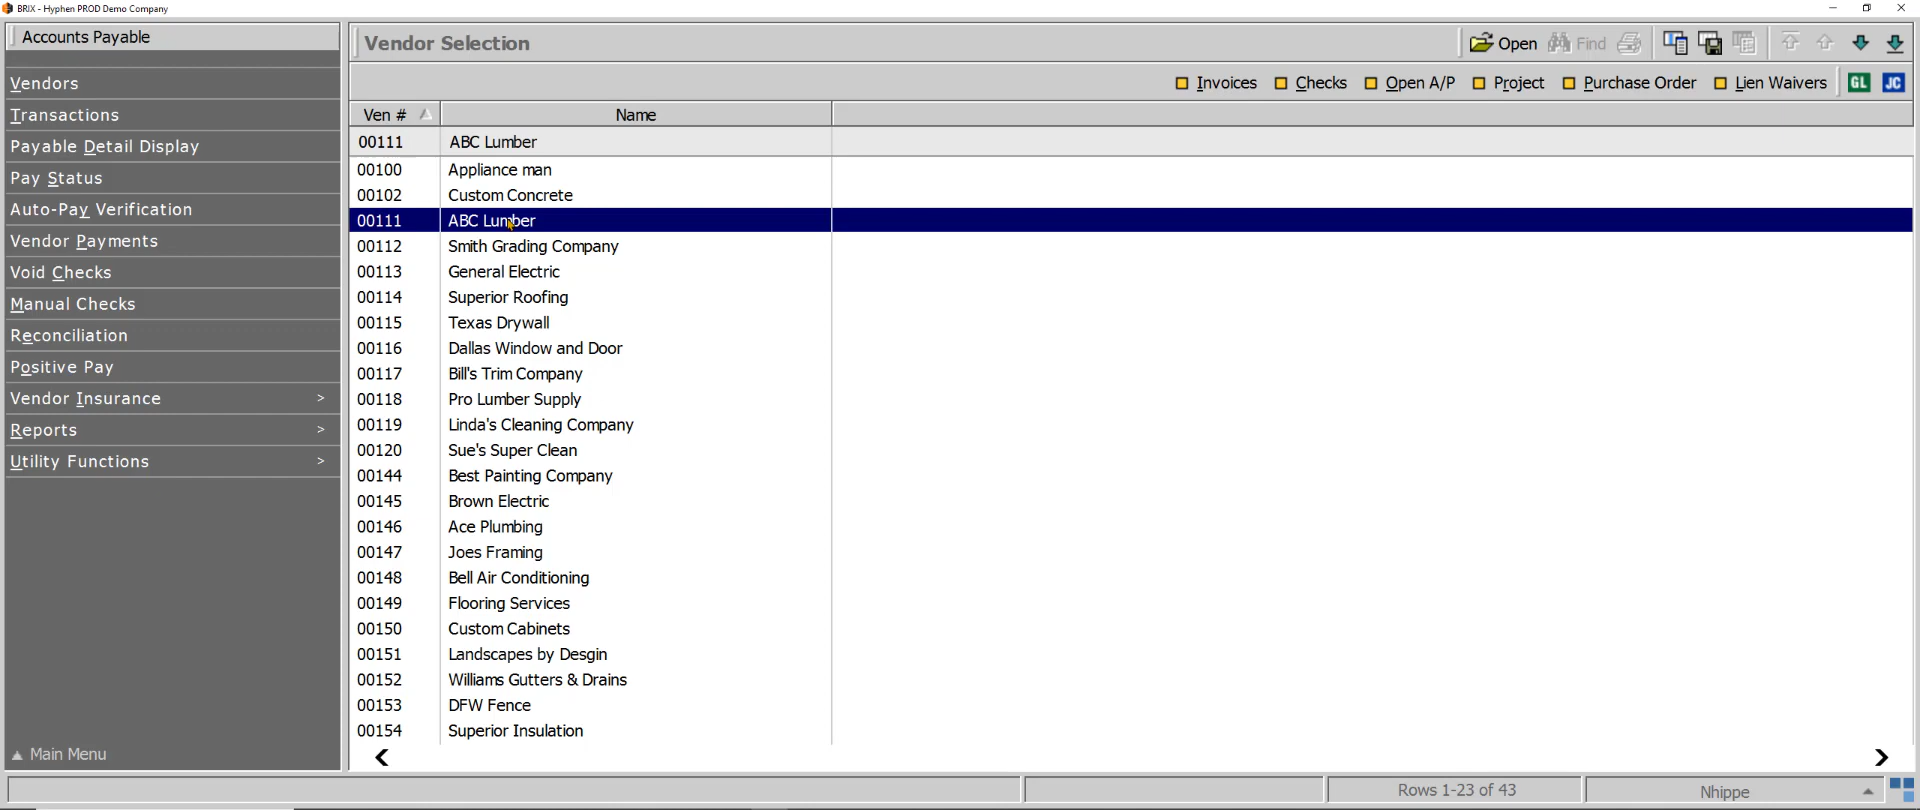 BRIX - Hyphen PROD Demo Company
Accounts Payable
Vendors
Transactions
Payable Detail Display
Pay Status
Auto-Pay Verification
Vendor Payments
Void Checks
Manual Checks
Reconciliation
Positive Pay
Vendor Insurance >
Reports >
Utility Functions >
Main Menu
Vendor Selection
Open Find
Invoices Checks Open A/P Project Purchase Order Lien Waivers GL JC
Ven # Name
00111 ABC Lumber
00100 Appliance man
00102 Custom Concrete
00111 ABC Lumber
00112 Smith Grading Company
00113 General Electric
00114 Superior Roofing
00115 Texas Drywall
00116 Dallas Window and Door
00117 Bill's Trim Company
00118 Pro Lumber Supply
00119 Linda's Cleaning Company
00120 Sue's Super Clean
00144 Best Painting Company
00145 Brown Electric
00146 Ace Plumbing
00147 Joes Framing
00148 Bell Air Conditioning
00149 Flooring Services
00150 Custom Cabinets
00151 Landscapes by Desgin
00152 Williams Gutters & Drains
00153 DFW Fence
00154 Superior Insulation
Rows 1-23 of 43
Nhippe